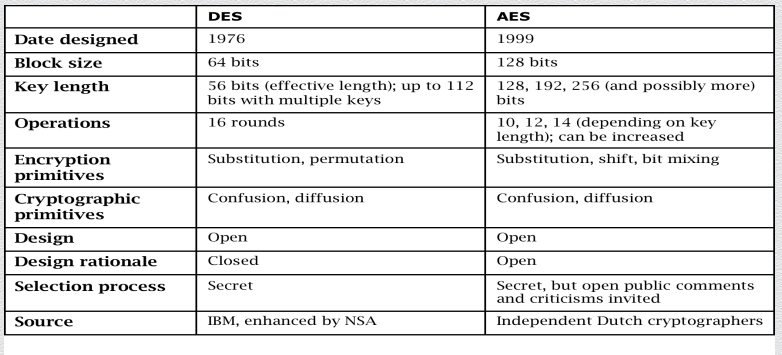 DES AES
Date designed 1976 1999
Block size 64 bits 128 bits
Key length 56 bits (effective length); up to 112 128, 192, 256 (and possibly more)
bits with multiple keys bits
Operations 16 rounds 10, 12, 14 (depending on key
length); can be increased
Encryption Substitution, permutation Substitution, shift, bit mixing
primitives
Cryptographic Confusion, diffusion Confusion, diffusion
primitives
Design Open Open
Design rationale Closed Open
Selection process Secret Secret, but open public comments
and criticisms invited
Source IBM, enhanced by NSA Independent Dutch cryptographers